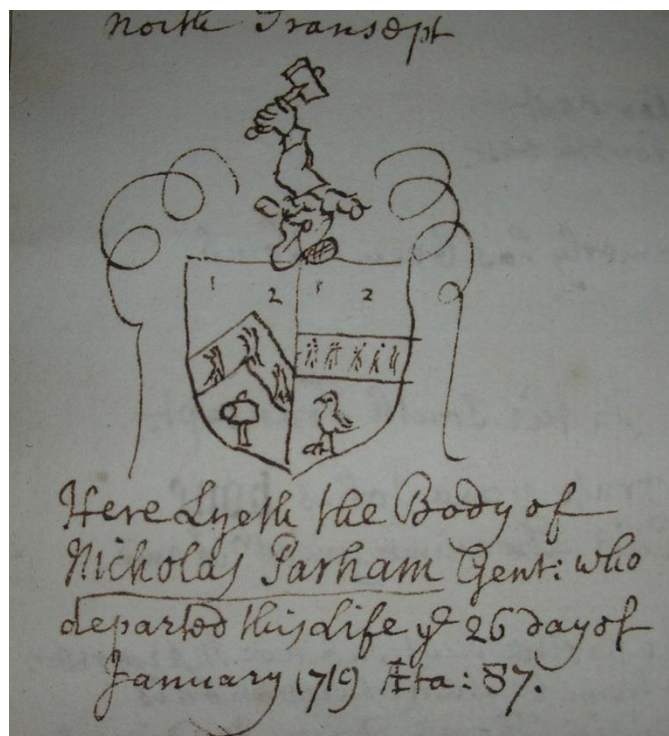 north Transept
1 2 1 2
Here Lyeth the Body of
Nicholas Parham Gent: who
departed this Life ye 26 day of
January 1719 Æta: 87.